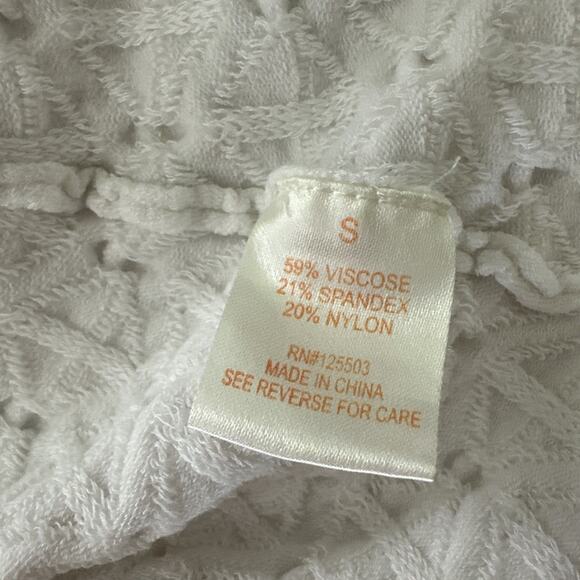 S
59% VISCOSE
21% SPANDEX
20% NYLON
RN#125503
MADE IN CHINA
SEE REVERSE FOR CARE